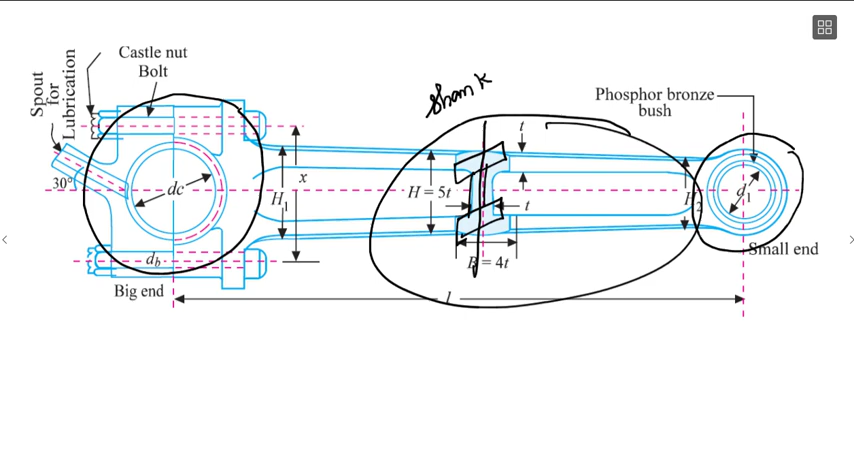 Castle nut
Bolt
Spout
for
Lubrication
Shank
Phosphor bronze
bush
t
30°
dc
x
H1
H = 5t
t
H2
d1
db
B = 4t
Small end
Big end
l